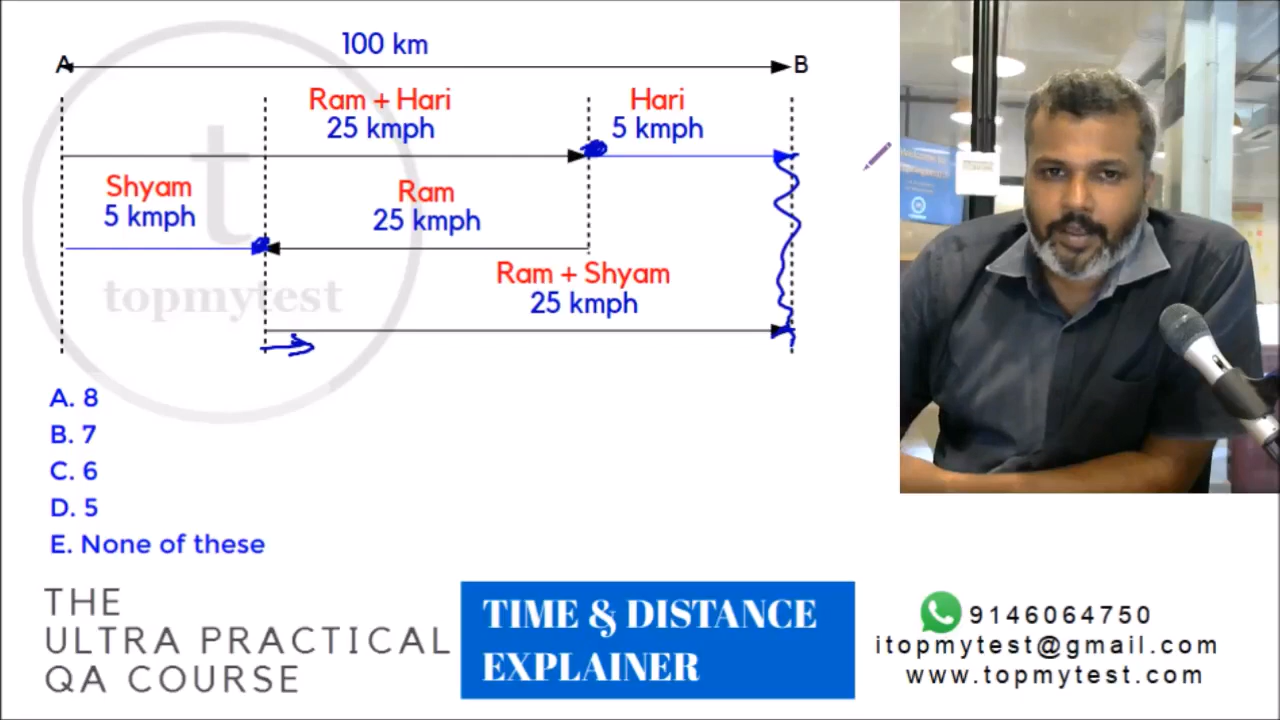 100 km
A
B
Ram + Hari
25 kmph
Hari
5 kmph
Shyam
5 kmph
Ram
25 kmph
Ram + Shyam
25 kmph
t
topmytest
A. 8
B. 7
C. 6
D. 5
E. None of these
THE
ULTRA PRACTICAL
QA COURSE
TIME & DISTANCE
EXPLAINER
9146064750
itopmytest@gmail.com
www.topmytest.com